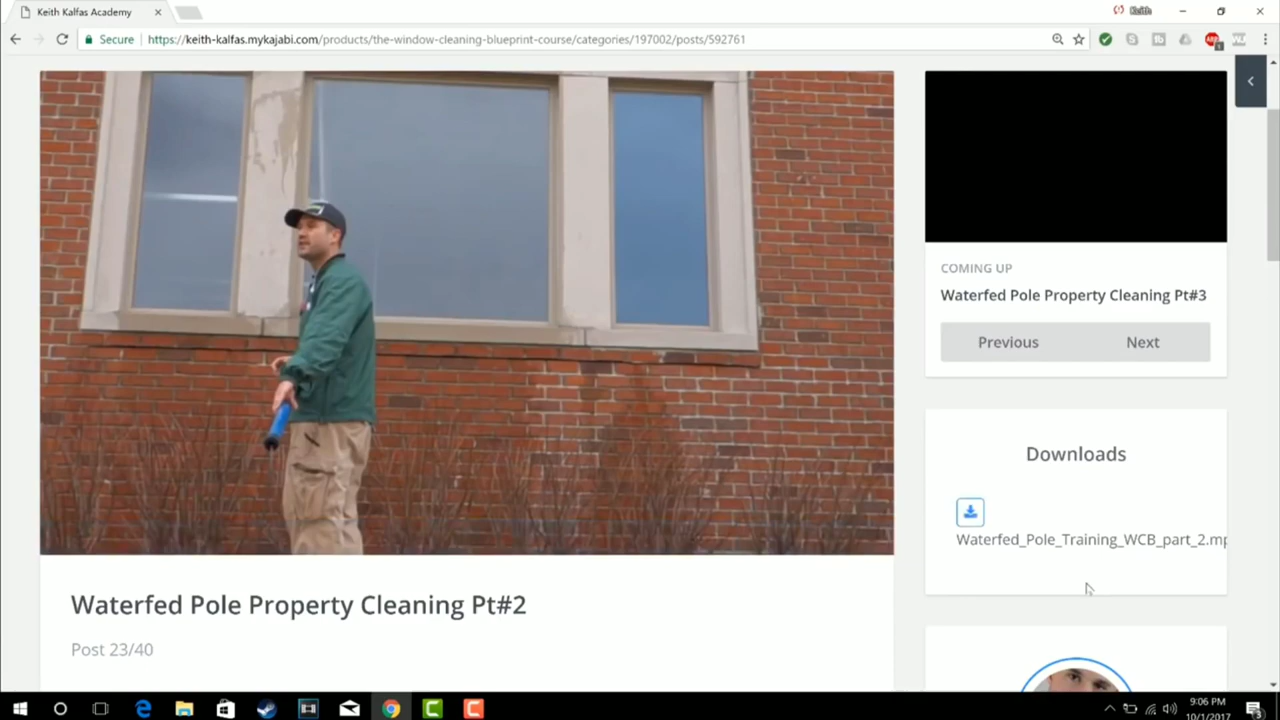 Keith Kalfas Academy
Keith
Secure
https://keith-kalfas.mykajabi.com/products/the-window-cleaning-blueprint-course/categories/197002/posts/592761
COMING UP
Waterfed Pole Property Cleaning Pt#3
Previous
Next
Downloads
Waterfed_Pole_Training_WCB_part_2.mp
Waterfed Pole Property Cleaning Pt#2
Post 23/40
9:06 PM
10/1/2017